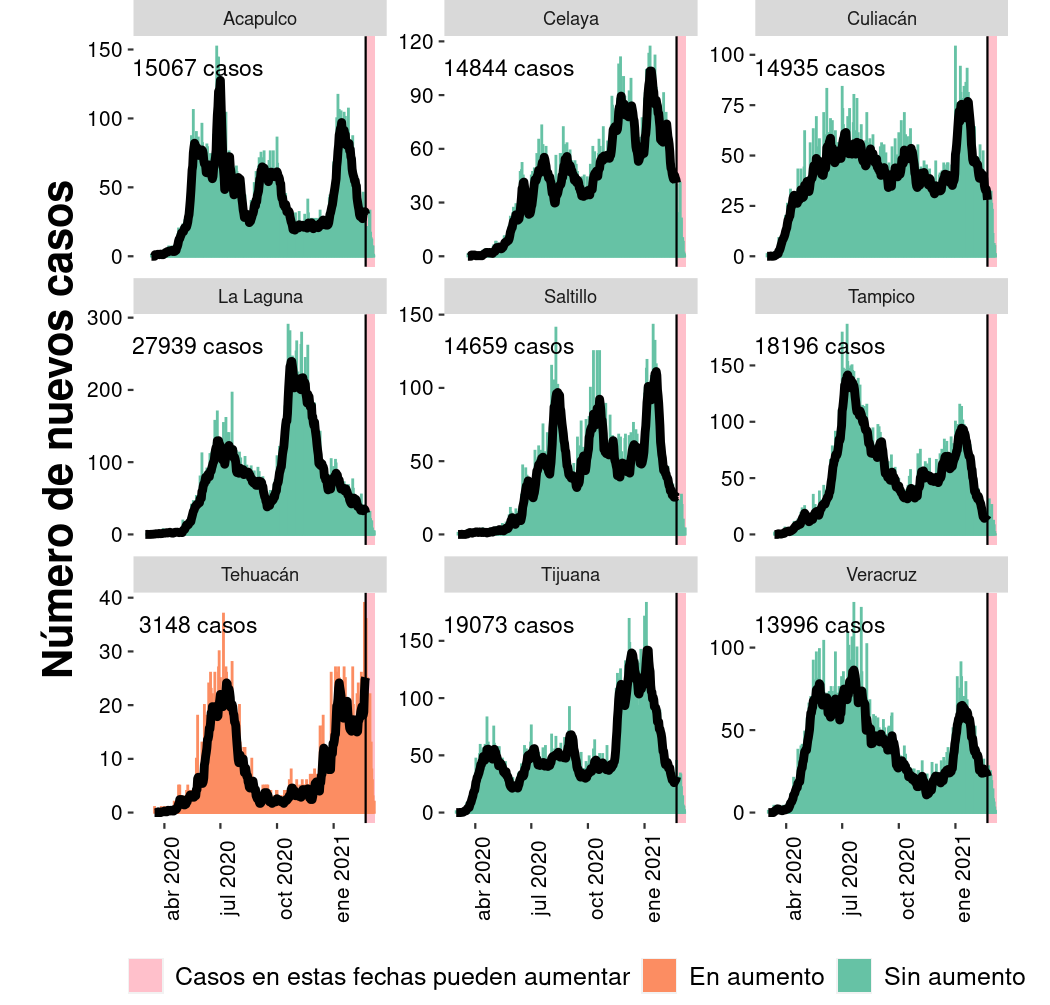 Número de nuevos casos
Acapulco
Celaya
Culiacán
150
100
50
0
15067 casos
120
90
60
30
0
14844 casos
100
75
50
25
0
14935 casos
La Laguna
Saltillo
Tampico
300
200
100
0
27939 casos
150
100
50
0
14659 casos
150
100
50
0
18196 casos
Tehuacán
Tijuana
Veracruz
40
30
20
10
0
3148 casos
150
100
50
0
19073 casos
100
50
0
13996 casos
abr 2020
jul 2020
oct 2020
ene 2021
abr 2020
jul 2020
oct 2020
ene 2021
abr 2020
jul 2020
oct 2020
ene 2021
Casos en estas fechas pueden aumentar
En aumento
Sin aumento